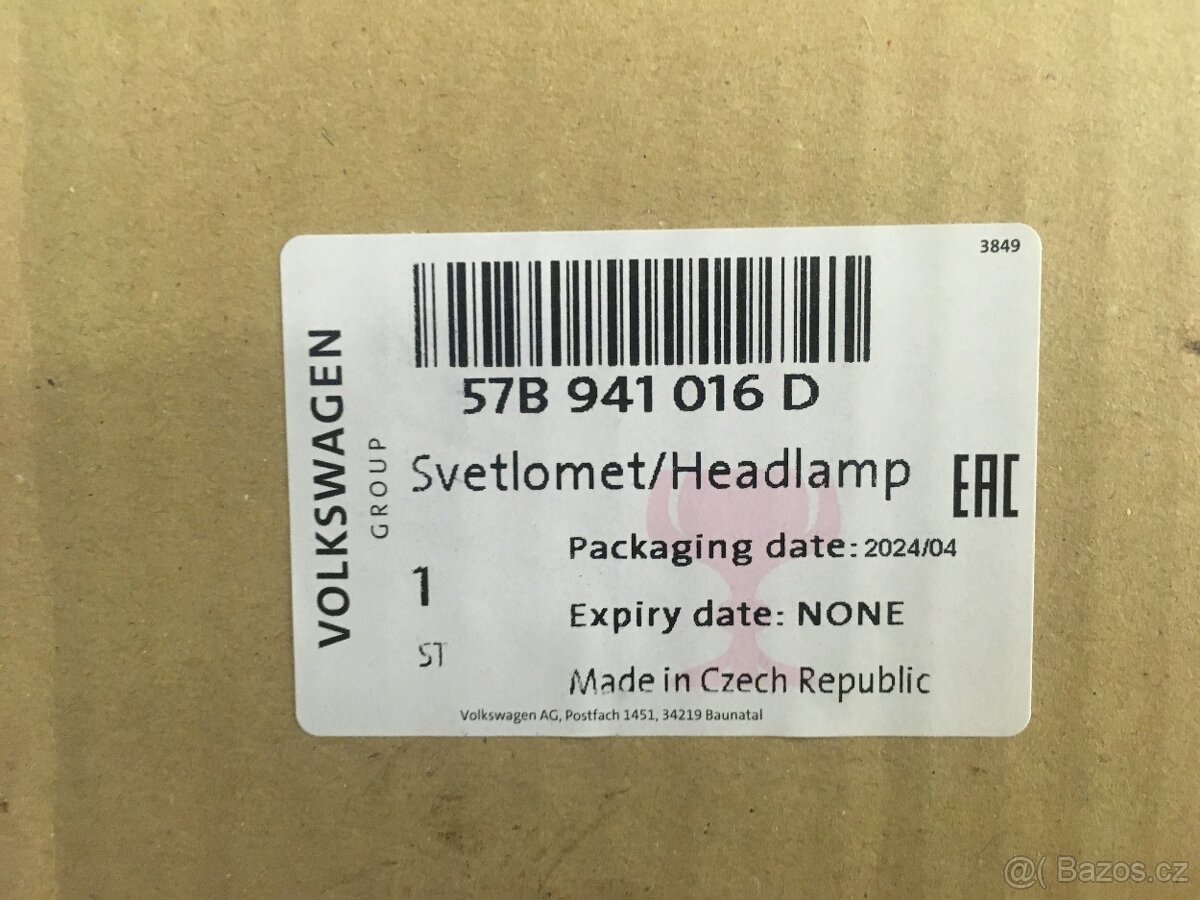 3849
57B 941 016 D
VOLKSWAGEN
GROUP
Svetlomet/Headlamp
EAC
Packaging date: 2024/04
1
Expiry date: NONE
ST
Made in Czech Republic
Volkswagen AG, Postfach 1451, 34219 Baunatal
@( Bazos.cz